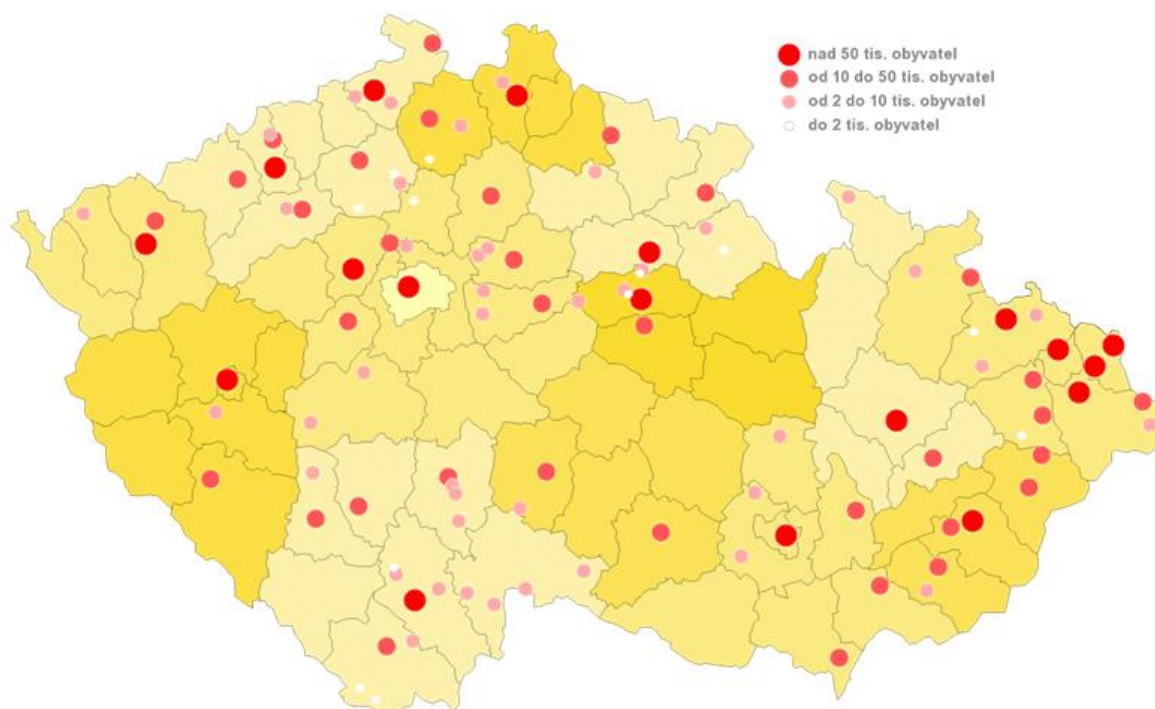 nad 50 tis. obyvatel
od 10 do 50 tis. obyvatel
od 2 do 10 tis. obyvatel
do 2 tis. obyvatel